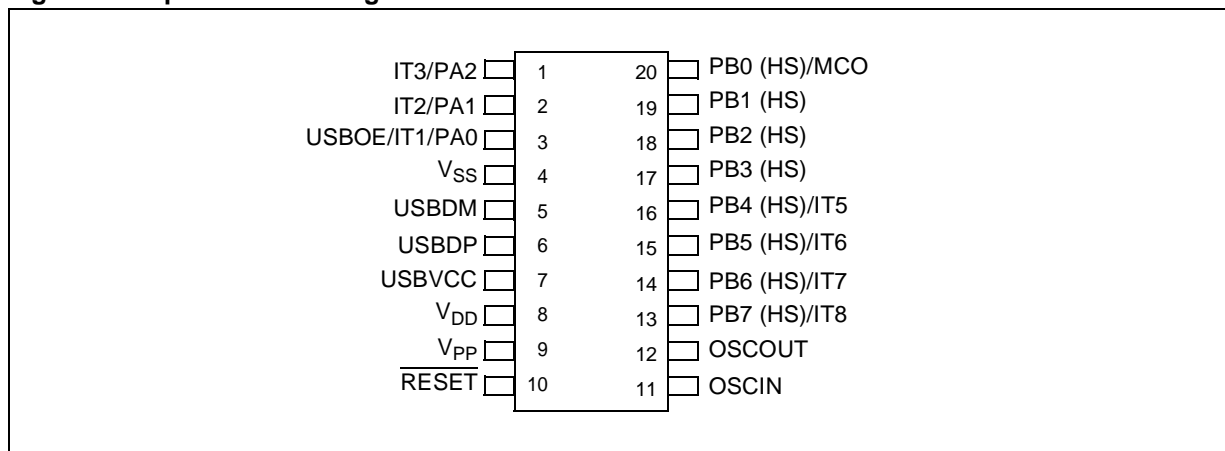 IT3/PA2 1 20 PB0 (HS)/MCO
IT2/PA1 2 19 PB1 (HS)
USBOE/IT1/PA0 3 18 PB2 (HS)
VSS 4 17 PB3 (HS)
USBDM 5 16 PB4 (HS)/IT5
USBDP 6 15 PB5 (HS)/IT6
USBVCC 7 14 PB6 (HS)/IT7
VDD 8 13 PB7 (HS)/IT8
VPP 9 12 OSCOUT
RESET 10 11 OSCIN